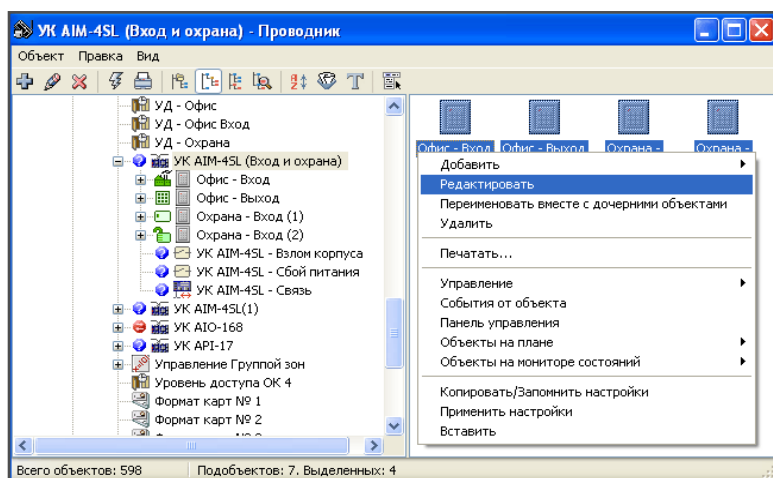 УК AIM-4SL (Вход и охрана) - Проводник
Объект Правка Вид
УД - Офис
УД - Офис Вход
УД - Охрана
УК AIM-4SL (Вход и охрана)
Офис - Вход
Офис - Выход
Охрана - Вход (1)
Охрана - Вход (2)
УК AIM-4SL - Взлом корпуса
УК AIM-4SL - Сбой питания
УК AIM-4SL - Связь
УК AIM-4SL(1)
УК AIO-168
УК API-17
Управление Группой зон
Уровень доступа ОК 4
Формат карт № 1
Формат карт № 2
Офис - Вход Офис - Выход Охрана - Охрана -
Добавить
Редактировать
Переименовать вместе с дочерними объектами
Удалить
Печатать...
Управление
События от объекта
Панель управления
Объекты на плане
Объекты на мониторе состояний
Копировать/Запомнить настройки
Применить настройки
Вставить
Всего объектов: 598 Подобъектов: 7. Выделенных: 4